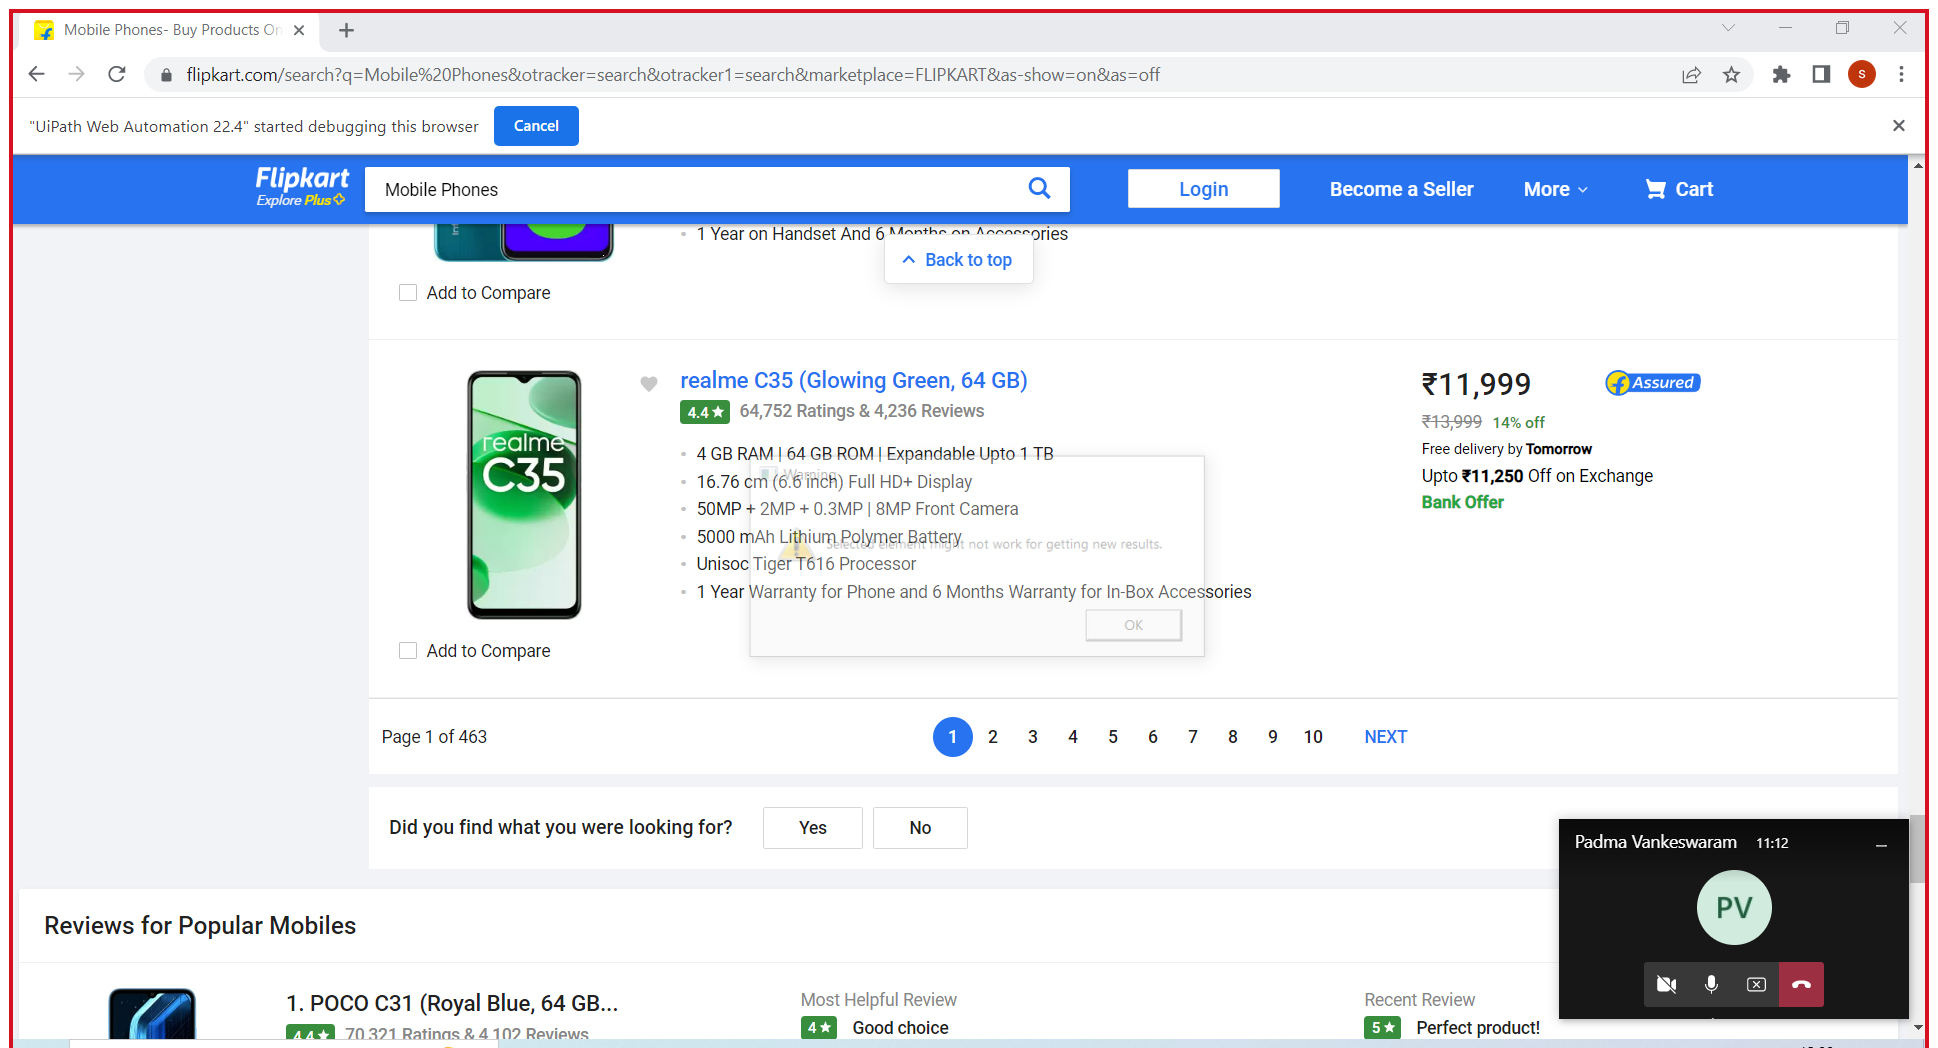 Mobile Phones- Buy Products On
flipkart.com/search?q=Mobile%20Phones&otracker=search&otracker1=search&marketplace=FLIPKART&as-show=on&as=off
S
"UiPath Web Automation 22.4" started debugging this browser
Cancel
Flipkart
Explore Plus
Mobile Phones
Login
Become a Seller
More
Cart
1 Year on Handset And 6 Months on Accessories
Back to top
Add to Compare
realme
C35
realme C35 (Glowing Green, 64 GB)
4.4★
64,752 Ratings & 4,236 Reviews
4 GB RAM | 64 GB ROM | Expandable Upto 1 TB
16.76 cm (6.6 inch) Full HD+ Display
50MP + 2MP + 0.3MP | 8MP Front Camera
5000 mAh Lithium Polymer Battery
Unisoc Tiger T616 Processor
1 Year Warranty for Phone and 6 Months Warranty for In-Box Accessories
₹11,999
Assured
₹13,999 14% off
Free delivery by Tomorrow
Upto ₹11,250 Off on Exchange
Bank Offer
Warning
Selected element might not work for getting new results.
OK
Add to Compare
Page 1 of 463
1 2 3 4 5 6 7 8 9 10 NEXT
Did you find what you were looking for?
Yes
No
Padma Vankeswaram 11:12
PV
Reviews for Popular Mobiles
1. POCO C31 (Royal Blue, 64 GB...
4.4★ 70,321 Ratings & 4,102 Reviews
Most Helpful Review
4★ Good choice
Recent Review
5★ Perfect product!